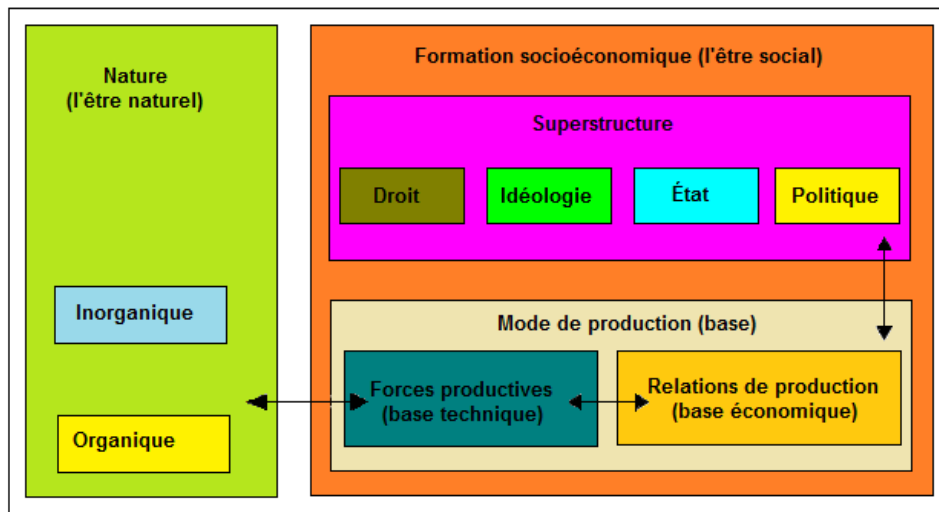 Nature
(l'être naturel)
Inorganique
Organique
Formation socioéconomique (l'être social)
Superstructure
Droit
Idéologie
État
Politique
Mode de production (base)
Forces productives
(base technique)
Relations de production
(base économique)